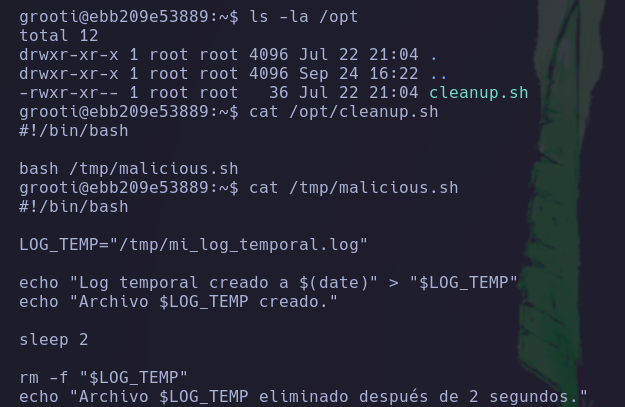 grooti@ebb209e53889:~$ ls -la /opt
total 12
drwxr-xr-x 1 root root 4096 Jul 22 21:04 .
drwxr-xr-x 1 root root 4096 Sep 24 16:22 ..
-rwxr-xr-- 1 root root   36 Jul 22 21:04 cleanup.sh
grooti@ebb209e53889:~$ cat /opt/cleanup.sh
#!/bin/bash

bash /tmp/malicious.sh
grooti@ebb209e53889:~$ cat /tmp/malicious.sh
#!/bin/bash

LOG_TEMP="/tmp/mi_log_temporal.log"

echo "Log temporal creado a $(date)" > "$LOG_TEMP"
echo "Archivo $LOG_TEMP creado."

sleep 2

rm -f "$LOG_TEMP"
echo "Archivo $LOG_TEMP eliminado después de 2 segundos."